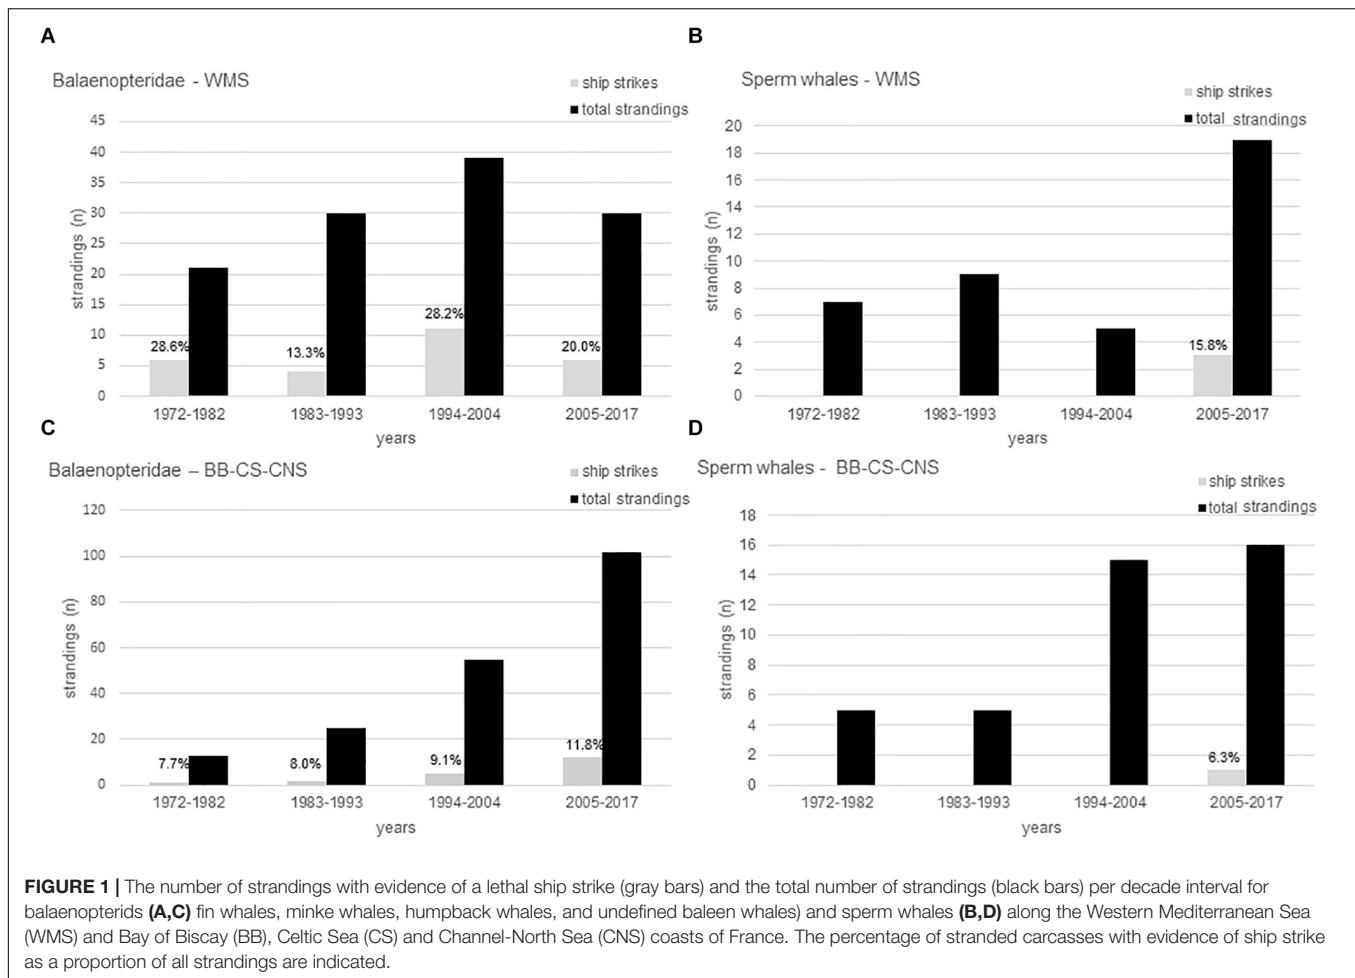 A
Balaenopteridae - WMS
ship strikes
total strandings
45
40
35
30
25
20
15
10
5
0
strandings (n)
28.6%
13.3%
28.2%
20.0%
1972-1982
1983-1993
1994-2004
2005-2017
years
B
Sperm whales - WMS
ship strikes
total strandings
20
18
16
14
12
10
8
6
4
2
0
strandings (n)
15.8%
1972-1982
1983-1993
1994-2004
2005-2017
years
C
Balaenopteridae – BB-CS-CNS
ship strikes
total strandings
120
100
80
60
40
20
0
strandings (n)
7.7%
8.0%
9.1%
11.8%
1972-1982
1983-1993
1994-2004
2005-2017
years
D
Sperm whales - BB-CS-CNS
ship strikes
total strandings
18
16
14
12
10
8
6
4
2
0
strandings (n)
6.3%
1972-1982
1983-1993
1994-2004
2005-2017
years
FIGURE 1 | The number of strandings with evidence of a lethal ship strike (gray bars) and the total number of strandings (black bars) per decade interval for
balaenopterids (A,C) fin whales, minke whales, humpback whales, and undefined baleen whales) and sperm whales (B,D) along the Western Mediterranean Sea
(WMS) and Bay of Biscay (BB), Celtic Sea (CS) and Channel-North Sea (CNS) coasts of France. The percentage of stranded carcasses with evidence of ship strike
as a proportion of all strandings are indicated.